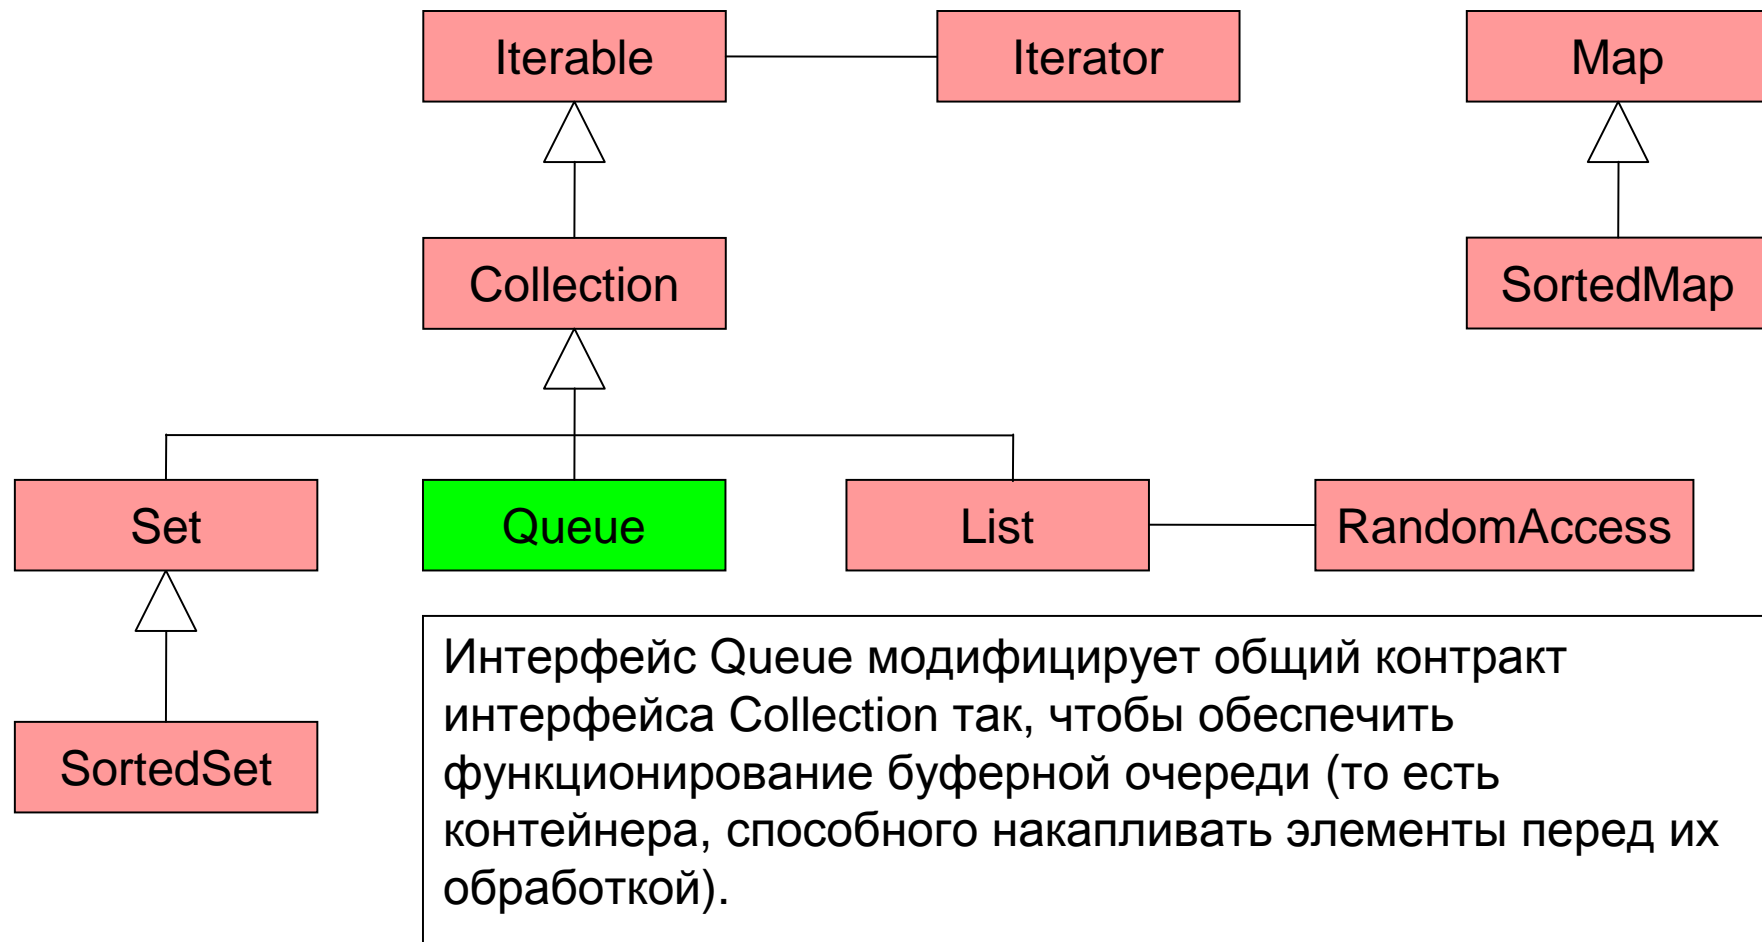 Iterable
Iterator
Map
Collection
SortedMap
Set
Queue
List
RandomAccess
SortedSet
Интерфейс Queue модифицирует общий контракт
интерфейса Collection так, чтобы обеспечить
функционирование буферной очереди (то есть
контейнера, способного накапливать элементы перед их
обработкой).